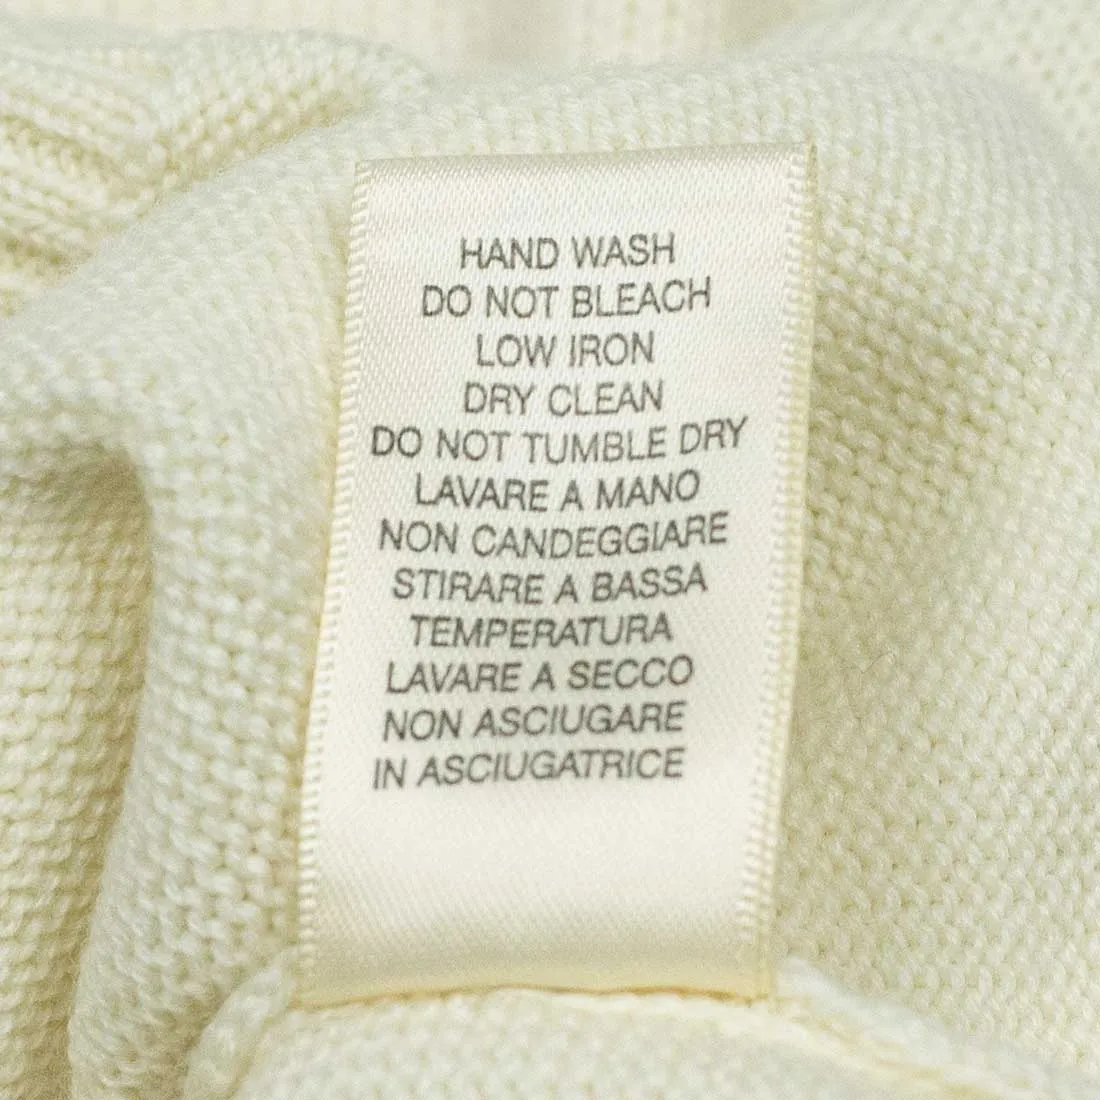 HAND WASH
DO NOT BLEACH
LOW IRON
DRY CLEAN
DO NOT TUMBLE DRY
LAVARE A MANO
NON CANDEGGIARE
STIRARE A BASSA
TEMPERATURA
LAVARE A SECCO
NON ASCIUGARE
IN ASCIUGATRICE